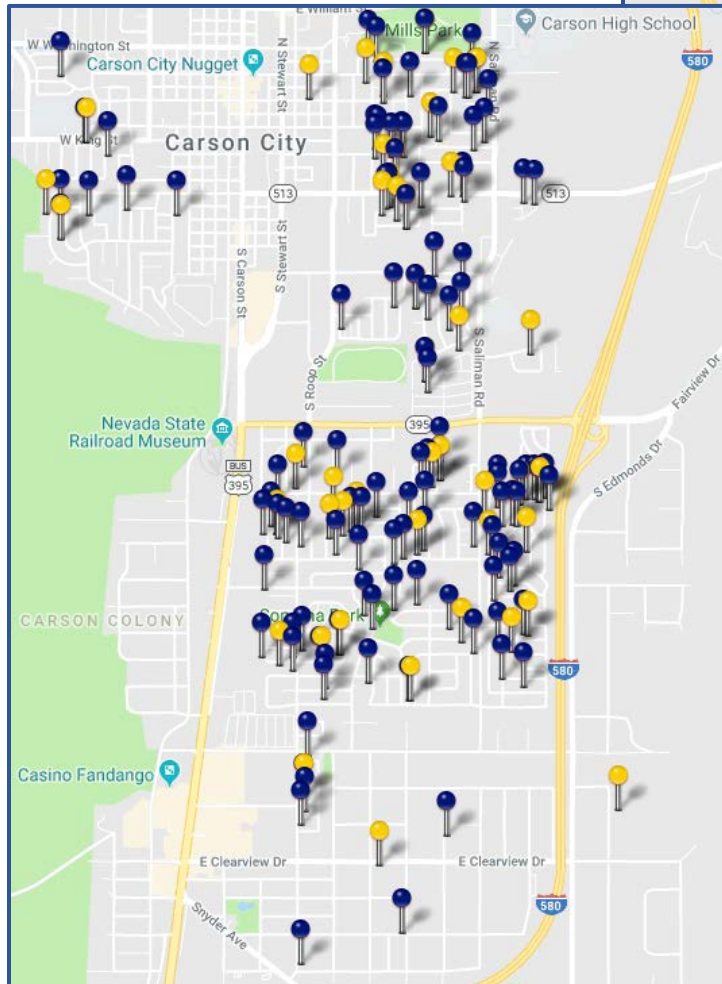 E William St
Mills Park
Carson High School
W Washington St
Carson City Nugget
N Stewart St
580
W King St
Carson City
513
513
S Carson St
S Stewart St
S Roop St
S Saliman Rd
Fairview Dr
395
Nevada State
Railroad Museum
BUS
395
S Edmonds Dr
CARSON COLONY
Park
580
Casino Fandango
E Clearview Dr
E Clearview Dr
580
Snyder Ave